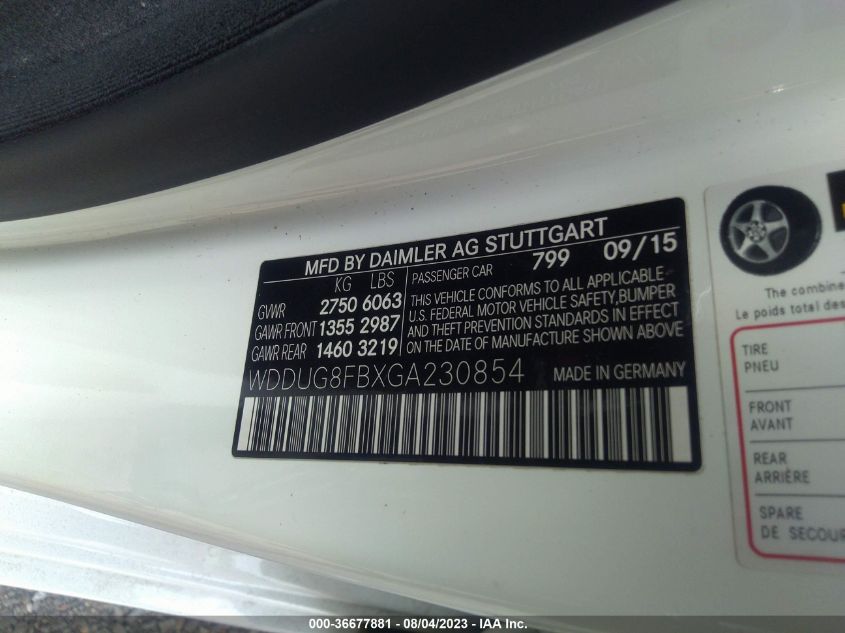 MFD BY DAIMLER AG STUTTGART
KG LBS
GVWR 2750 6063
GAWR FRONT 1355 2987
GAWR REAR 1460 3219
PASSENGER CAR 799 09/15
THIS VEHICLE CONFORMS TO ALL APPLICABLE
U.S. FEDERAL MOTOR VEHICLE SAFETY, BUMPER
AND THEFT PREVENTION STANDARDS IN EFFECT
ON THE DATE OF MANUFACTURE SHOWN ABOVE
WDDUG8FBXGA230854 MADE IN GERMANY
The combine
Le poids total des
TIRE
PNEU
FRONT
AVANT
REAR
ARRIÈRE
SPARE
DE SECOUR
000-36677881 - 08/04/2023 - IAA Inc.